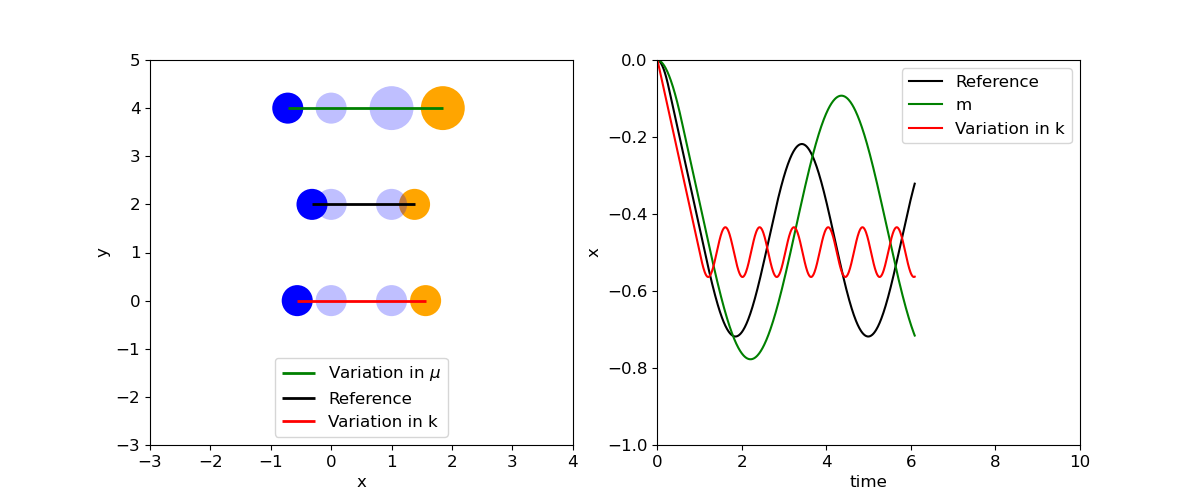 5
4
3
2
1
0
−1
−2
−3
y
−3 −2 −1 0 1 2 3 4
x
Variation in μ
Reference
Variation in k
0.0
−0.2
−0.4
−0.6
−0.8
−1.0
x
0 2 4 6 8 10
time
Reference
m
Variation in k